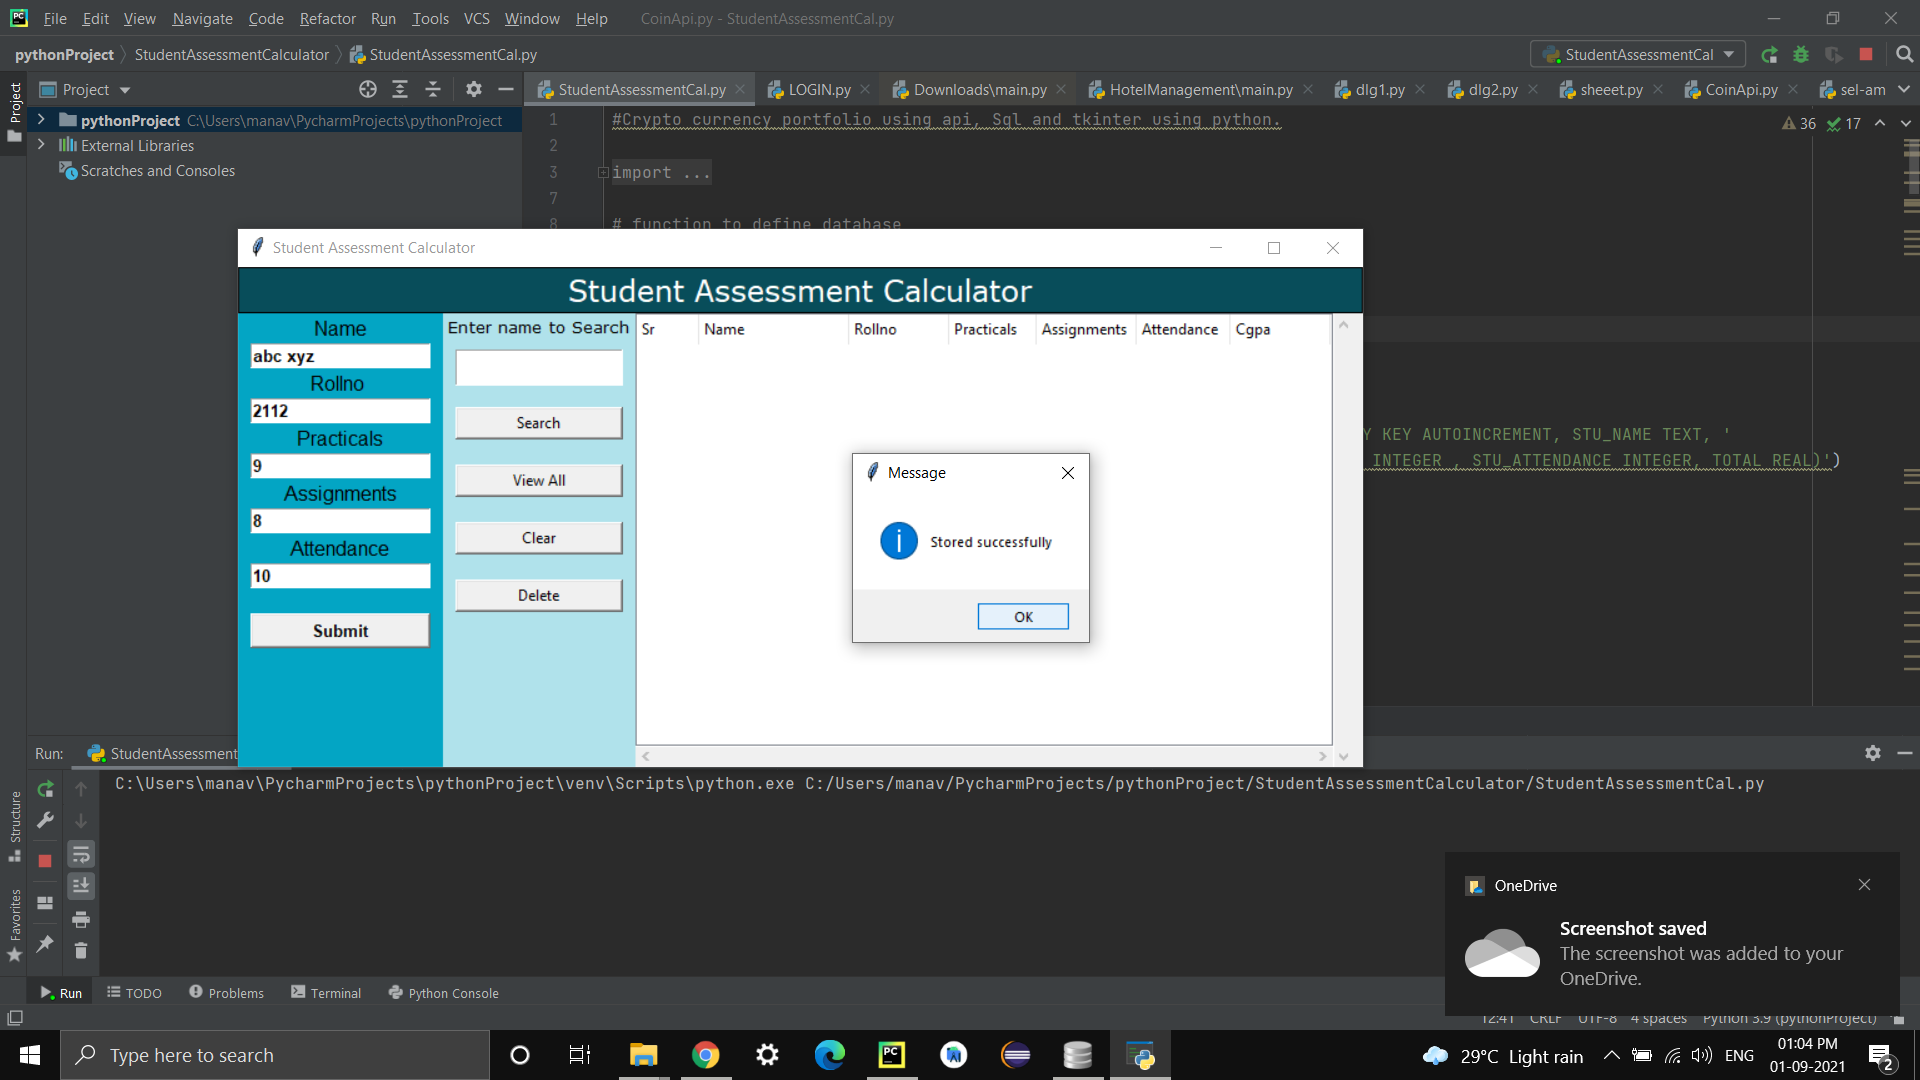 File Edit View Navigate Code Refactor Run Tools VCS Window Help CoinApi.py - StudentAssessmentCal.py
pythonProject StudentAssessmentCalculator StudentAssessmentCal.py StudentAssessmentCal
Project StudentAssessmentCal.py LOGIN.py Downloads\main.py HotelManagement\main.py dlg1.py dlg2.py sheeet.py CoinApi.py sel-am
Project
pythonProject C:\Users\manav\PycharmProjects\pythonProject
External Libraries
Scratches and Consoles
1 #Crypto currency portfolio using api, Sql and tkinter using python. 36 17
2
3 import ...
7
8 # function to define database
Student Assessment Calculator
Student Assessment Calculator
Name
abc xyz
Rollno
2112
Practicals
9
Assignments
8
Attendance
10
Submit
Enter name to Search
Search
View All
Clear
Delete
Sr Name Rollno Practicals Assignments Attendance Cgpa
Message
Stored successfully
OK
Y KEY AUTOINCREMENT, STU_NAME TEXT, '
INTEGER , STU_ATTENDANCE INTEGER, TOTAL REAL)')
Run: StudentAssessment
C:\Users\manav\PycharmProjects\pythonProject\venv\Scripts\python.exe C:/Users/manav/PycharmProjects/pythonProject/StudentAssessmentCalculator/StudentAssessmentCal.py
Structure
Favorites
OneDrive
Screenshot saved
The screenshot was added to your
OneDrive.
Run TODO Problems Terminal Python Console
12:41 CRLF UTF-8 4 spaces Python 3.9 (pythonProject)
Type here to search
29°C Light rain ENG
01:04 PM
01-09-2021
2